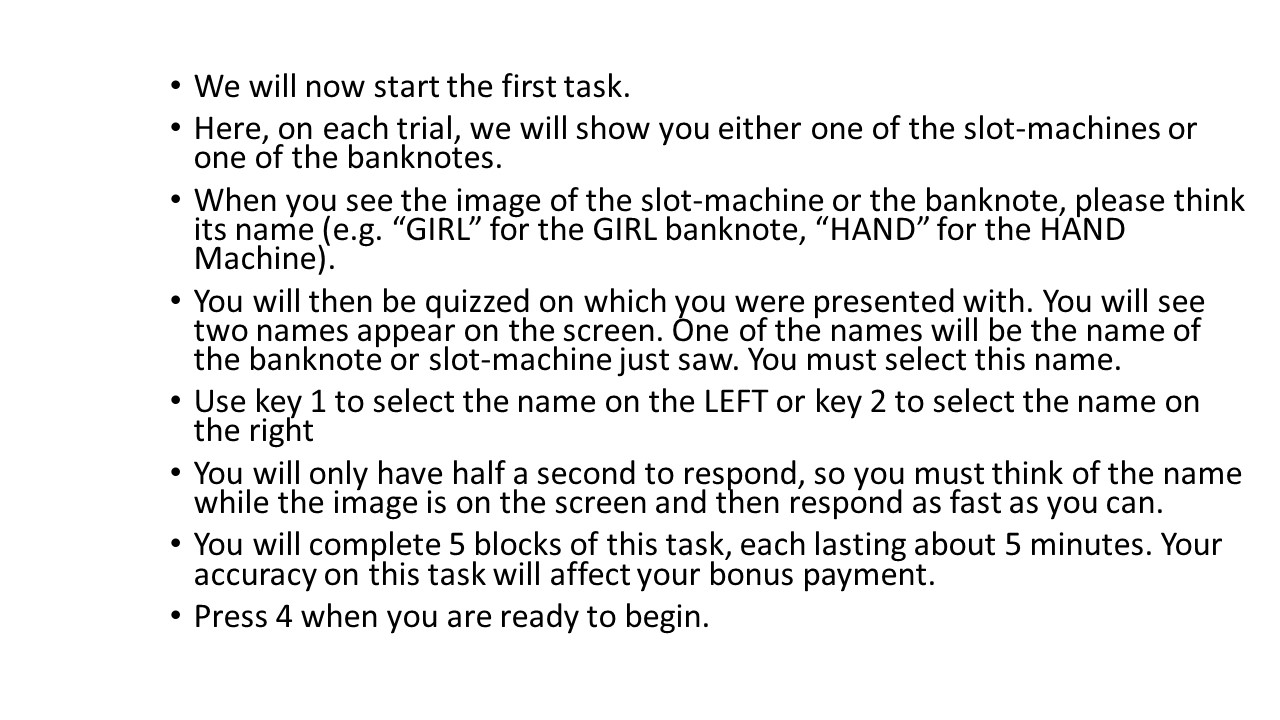 • We will now start the first task.
• Here, on each trial, we will show you either one of the slot-machines or
one of the banknotes.
• When you see the image of the slot-machine or the banknote, please think
its name (e.g. “GIRL” for the GIRL banknote, “HAND” for the HAND
Machine).
• You will then be quizzed on which you were presented with. You will see
two names appear on the screen. One of the names will be the name of
the banknote or slot-machine just saw. You must select this name.
• Use key 1 to select the name on the LEFT or key 2 to select the name on
the right
• You will only have half a second to respond, so you must think of the name
while the image is on the screen and then respond as fast as you can.
• You will complete 5 blocks of this task, each lasting about 5 minutes. Your
accuracy on this task will affect your bonus payment.
• Press 4 when you are ready to begin.